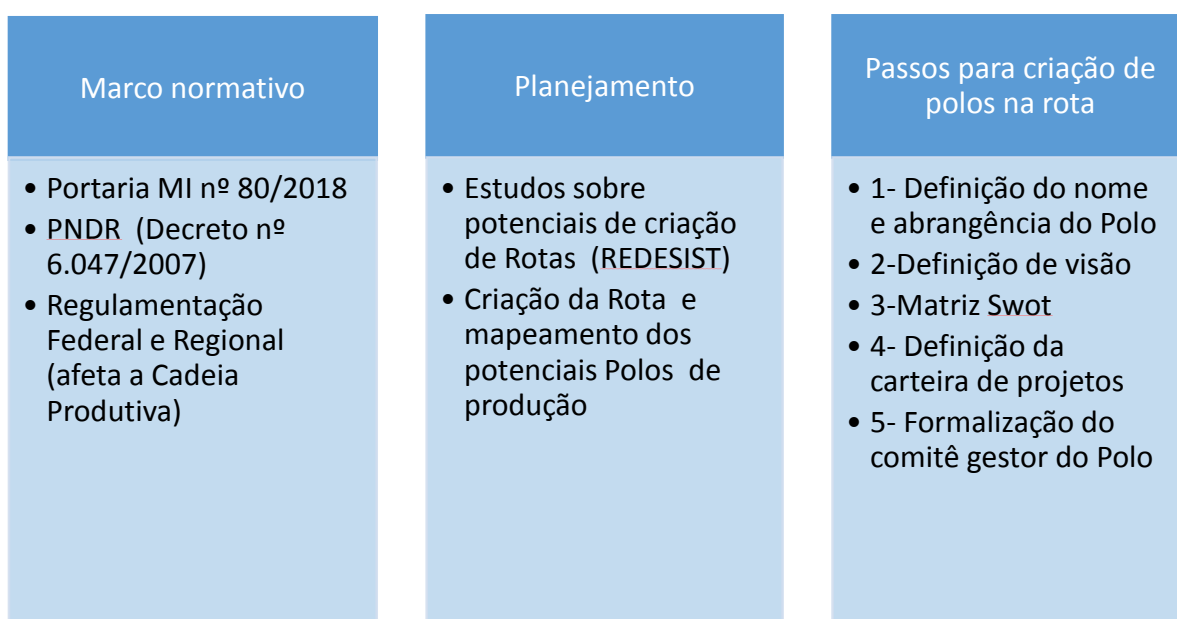 Marco normativo
• Portaria MI nº 80/2018
• PNDR (Decreto nº
6.047/2007)
• Regulamentação
Federal e Regional
(afeta a Cadeia
Produtiva)
Planejamento
• Estudos sobre
potenciais de criação
de Rotas (REDESIST)
• Criação da Rota e
mapeamento dos
potenciais Polos de
produção
Passos para criação de
polos na rota
• 1- Definição do nome
e abrangência do Polo
• 2-Definição de visão
• 3-Matriz Swot
• 4- Definição da
carteira de projetos
• 5- Formalização do
comitê gestor do Polo